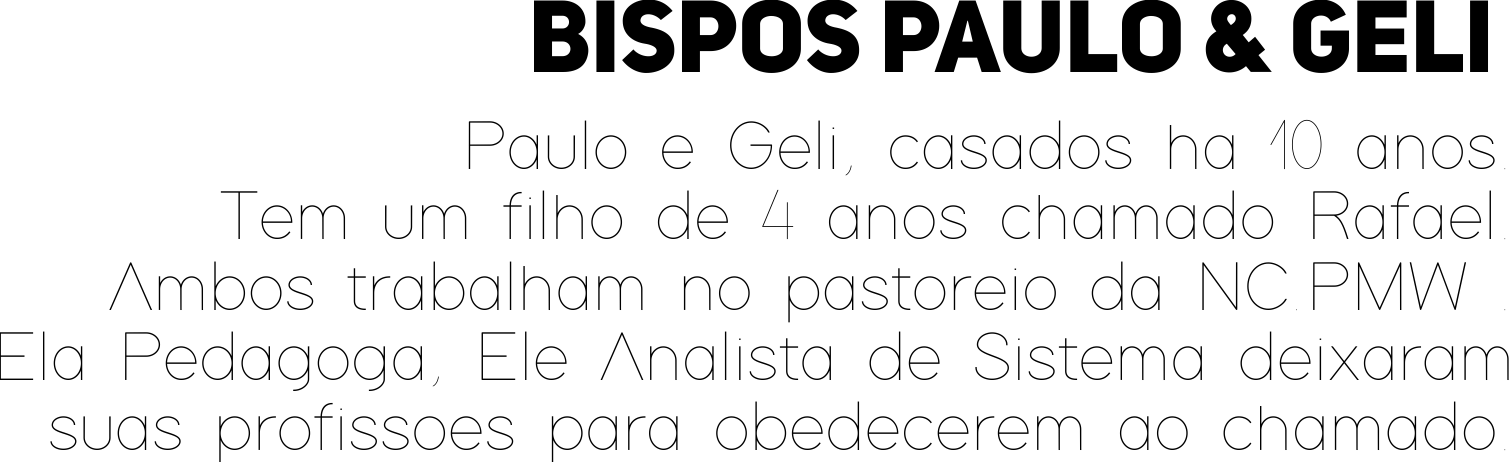 BISPOS PAULO & GELI
Paulo e Geli, casados ha 10 anos.
Tem um filho de 4 anos chamado Rafael.
Ambos trabalham no pastoreio da NC.PMW .
Ela Pedagoga, Ele Analista de Sistema deixaram
suas profissoes para obedecerem ao chamado.